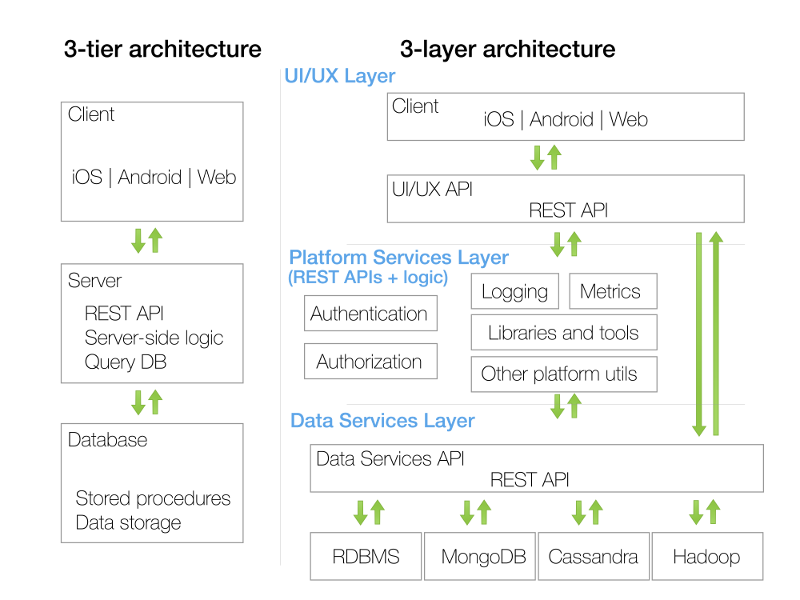 3-tier architecture
Client
iOS | Android | Web
Server
REST API
Server-side logic
Query DB
Database
Stored procedures
Data storage
3-layer architecture
UI/UX Layer
Client
iOS | Android | Web
UI/UX API
REST API
Platform Services Layer
(REST APIs + logic)
Authentication
Authorization
Logging
Metrics
Libraries and tools
Other platform utils
Data Services Layer
Data Services API
REST API
RDBMS
MongoDB
Cassandra
Hadoop